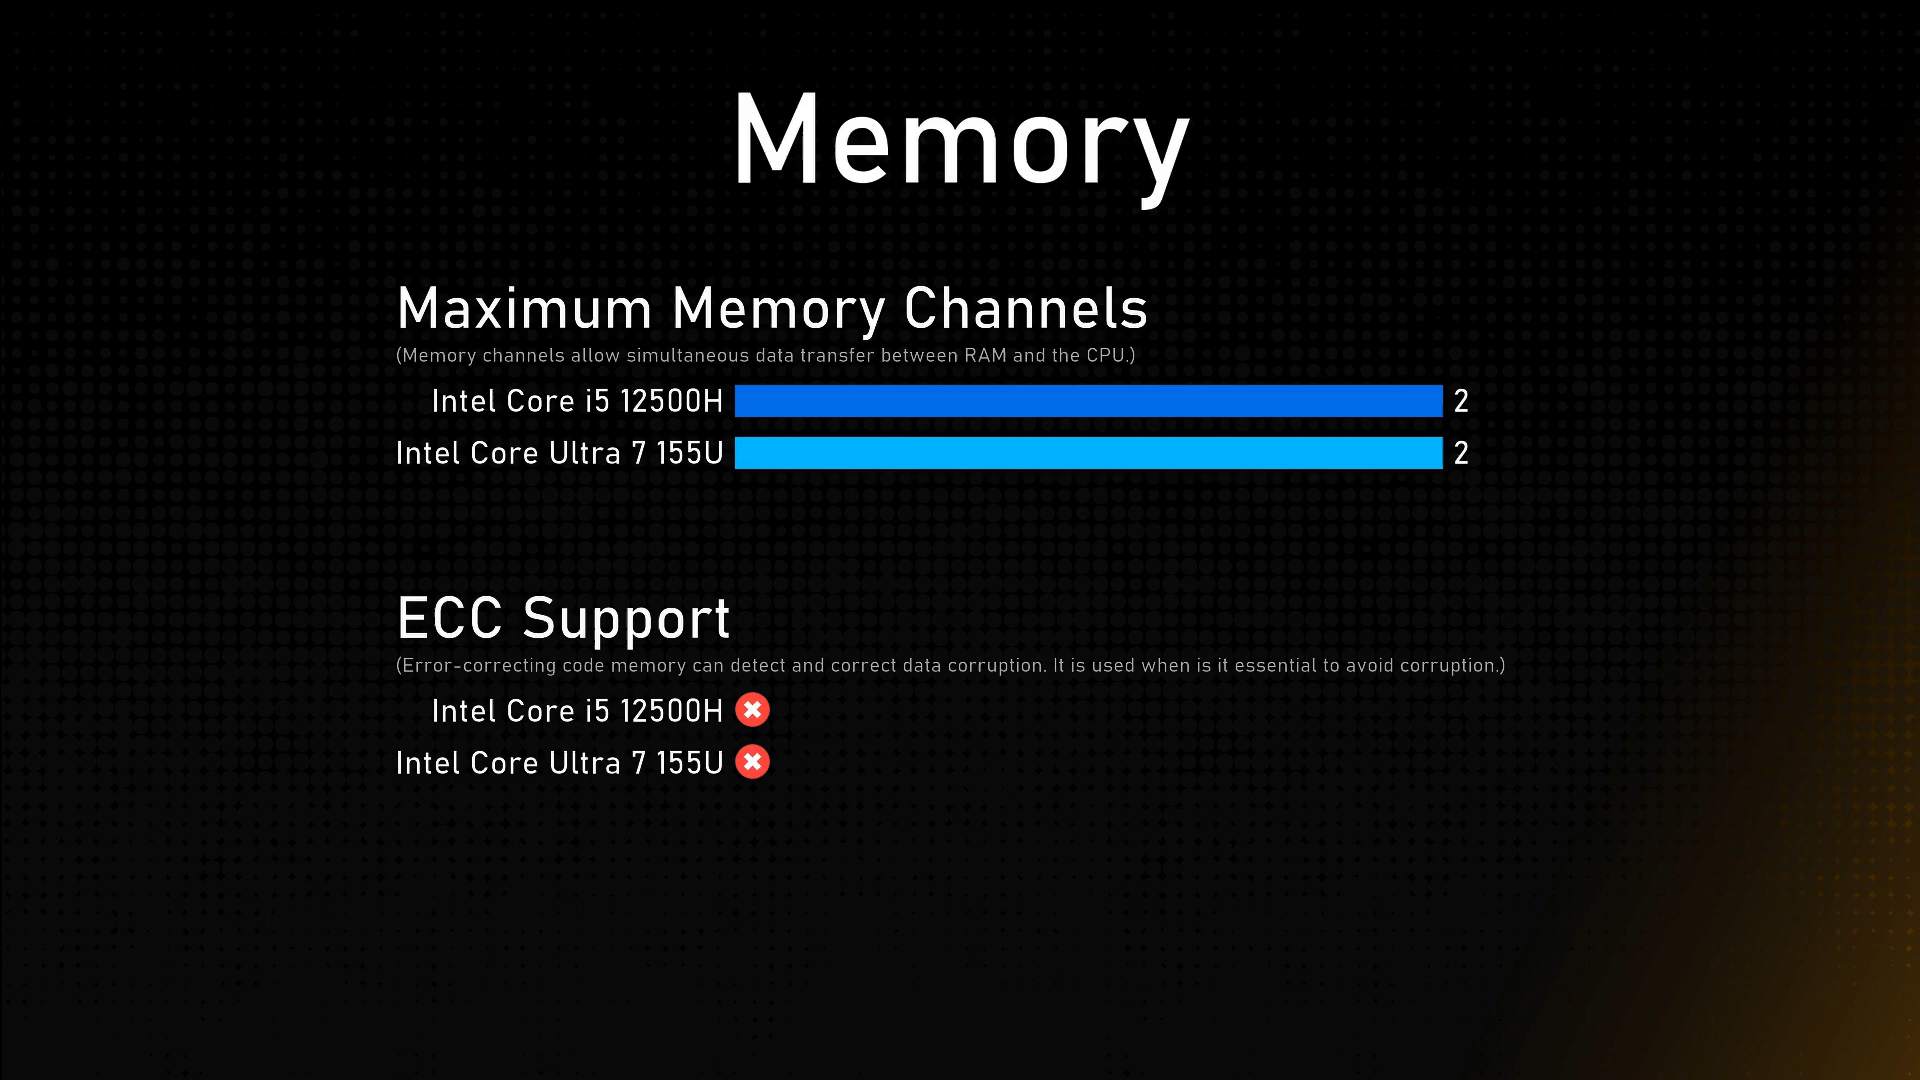 Memory
Maximum Memory Channels
(Memory channels allow simultaneous data transfer between RAM and the CPU.)
Intel Core i5 12500H 2
Intel Core Ultra 7 155U 2
ECC Support
(Error-correcting code memory can detect and correct data corruption. It is used when is it essential to avoid corruption.)
Intel Core i5 12500H
Intel Core Ultra 7 155U